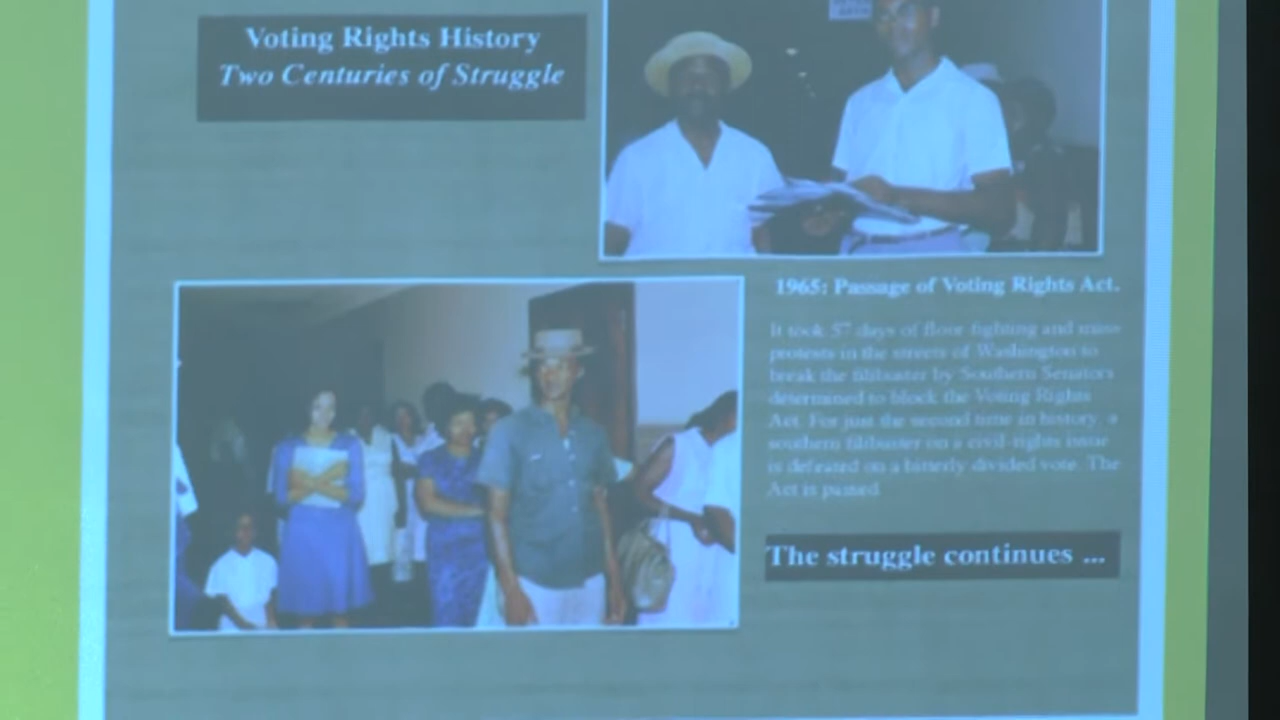 Voting Rights History
Two Centuries of Struggle
1965: Passage of Voting Rights Act.
It took 57 days of floor fighting and mass
protests in the streets of Washington to
break the filibuster by Southern Senators
determined to block the Voting Rights
Act. For just the second time in history, a
southern filibuster on a civil-rights issue
is defeated on a bitterly divided vote. The
Act is passed
The struggle continues ...